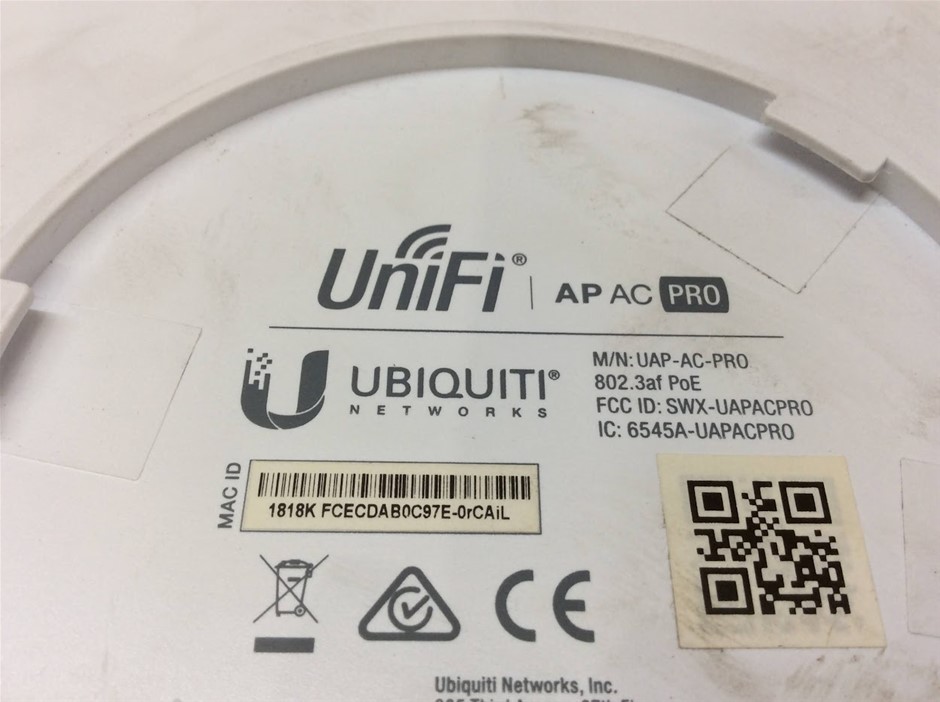 UniFi® | AP AC PRO
UBIQUITI®
NETWORKS
M/N: UAP-AC-PRO
802.3af PoE
FCC ID: SWX-UAPACPRO
IC: 6545A-UAPACPRO
MAC ID
1818K FCECDAB0C97E-0rCAiL
CE
Ubiquiti Networks, Inc.